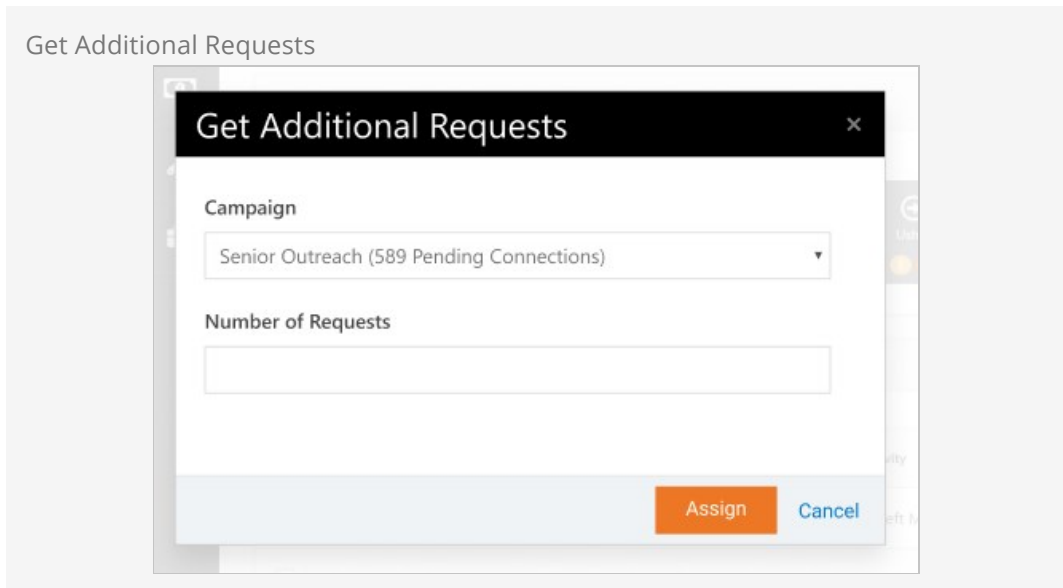 Get Additional Requests
Get Additional Requests ×
Campaign
Senior Outreach (589 Pending Connections)
Number of Requests
Assign Cancel